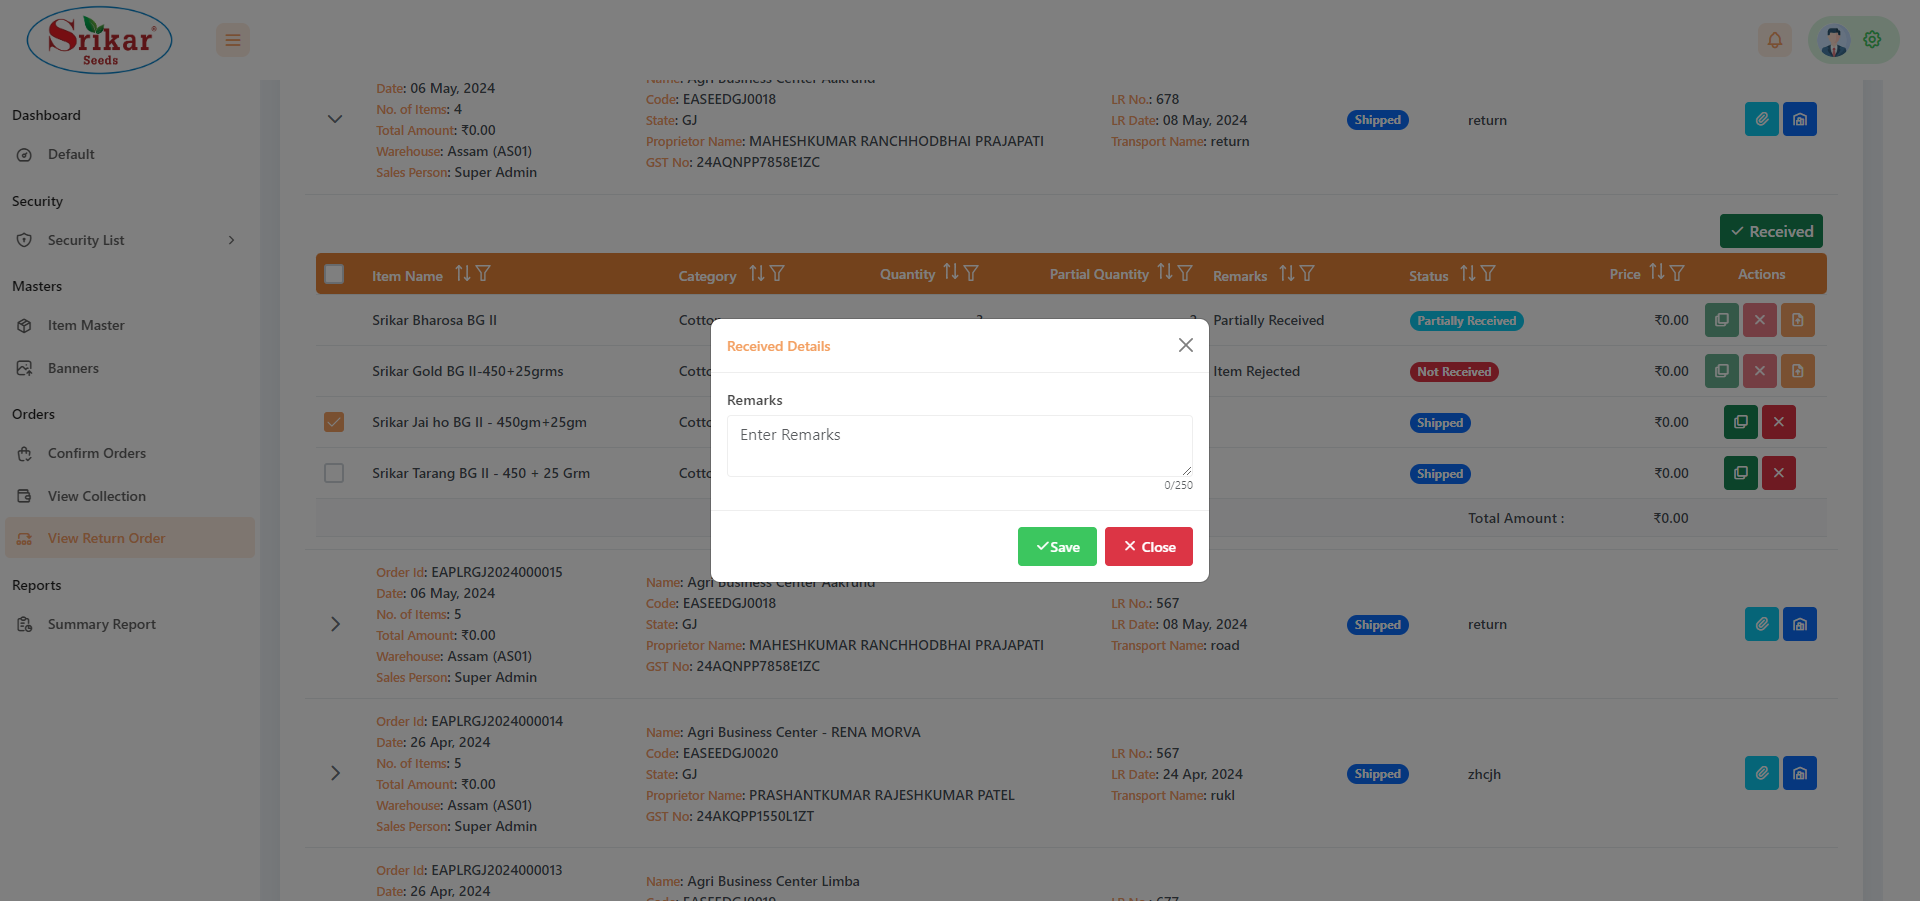 Srikar
Seeds
Dashboard
Default
Security
Security List
Masters
Item Master
Banners
Orders
Confirm Orders
View Collection
View Return Order
Reports
Summary Report
Date: 06 May, 2024
No. of Items: 4
Total Amount: ₹0.00
Warehouse: Assam (AS01)
Sales Person: Super Admin
Name: Agri Business Center Aakrund
Code: EASEEDGJ0018
State: GJ
Proprietor Name: MAHESHKUMAR RANCHHODBHAI PRAJAPATI
GST No: 24AQNPP7858E1ZC
LR No.: 678
LR Date: 08 May, 2024
Transport Name: return
Shipped
return
Received
Item Name Category Quantity Partial Quantity Remarks Status Price Actions
Srikar Bharosa BG II Partially Received Partially Received ₹0.00
Srikar Gold BG II-450+25grms Item Rejected Not Received ₹0.00
Srikar Jai ho BG II - 450gm+25gm Shipped ₹0.00
Srikar Tarang BG II - 450 + 25 Grm Shipped ₹0.00
Total Amount : ₹0.00
Received Details
Remarks
Enter Remarks
0/250
Save
Close
Order Id: EAPLRGJ2024000015
Date: 06 May, 2024
No. of Items: 5
Total Amount: ₹0.00
Warehouse: Assam (AS01)
Sales Person: Super Admin
Name: Agri Business Center Aakrund
Code: EASEEDGJ0018
State: GJ
Proprietor Name: MAHESHKUMAR RANCHHODBHAI PRAJAPATI
GST No: 24AQNPP7858E1ZC
LR No.: 567
LR Date: 08 May, 2024
Transport Name: road
Shipped
return
Order Id: EAPLRGJ2024000014
Date: 26 Apr, 2024
No. of Items: 5
Total Amount: ₹0.00
Warehouse: Assam (AS01)
Sales Person: Super Admin
Name: Agri Business Center - RENA MORVA
Code: EASEEDGJ0020
State: GJ
Proprietor Name: PRASHANTKUMAR RAJESHKUMAR PATEL
GST No: 24AKQPP1550L1ZT
LR No.: 567
LR Date: 24 Apr, 2024
Transport Name: rukl
Shipped
zhcjh
Order Id: EAPLRGJ2024000013
Date: 26 Apr, 2024
Name: Agri Business Center Limba